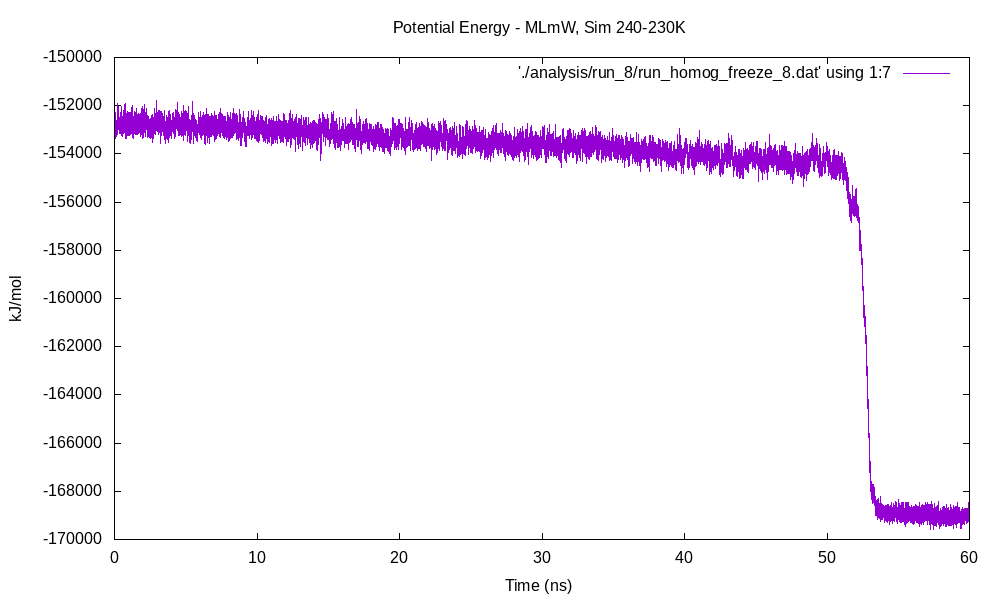 Potential Energy - MLmW, Sim 240-230K
'./analysis/run_8/run_homog_freeze_8.dat' using 1:7
-150000
-152000
-154000
-156000
-158000
-160000
-162000
-164000
-166000
-168000
-170000
kJ/mol
0 10 20 30 40 50 60
Time (ns)